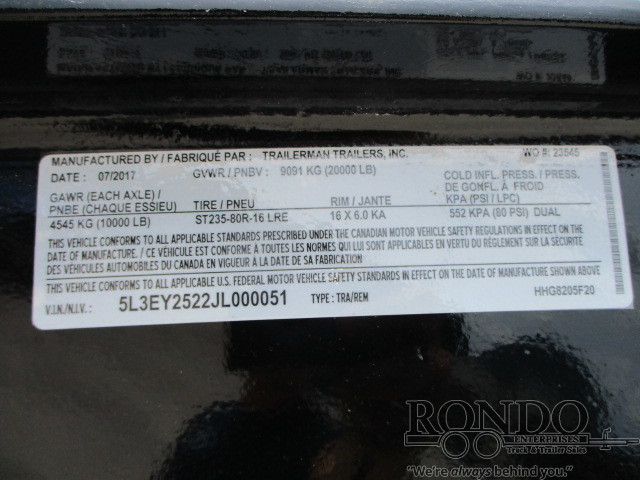 MANUFACTURED BY / FABRIQUÉ PAR : TRAILERMAN TRAILERS, INC. WO #: 23545
DATE : 07/2017 GVWR / PNBV : 9091 KG (20000 LB) COLD INFL. PRESS. / PRESS.
DE GONFL. À FROID
GAWR (EACH AXLE) / TIRE / PNEU RIM / JANTE KPA (PSI / LPC)
PNBE (CHAQUE ESSIEU)
4545 KG (10000 LB) ST235-80R-16 LRE 16 X 6.0 KA 552 KPA (80 PSI) DUAL
THIS VEHICLE CONFORMS TO ALL APPLICABLE STANDARDS PRESCRIBED UNDER THE CANADIAN MOTOR VEHICLE SAFETY REGULATIONS IN EFFECT ON THE
DATE OF MANUFACTURE. / CE VÉHICULE EST CONFORME À TOUTES LES NORMES QUI LUI SONT APPLICABLES EN VERTU DU RÈGLEMENT SUR LA SÉCURITÉ
DES VÉHICULES AUTOMOBILES DU CANADA EN VIGUEUR À LA DATE DE SA FABRICATION.
THIS VEHICLE CONFORMS TO ALL APPLICABLE U.S. FEDERAL MOTOR VEHICLE SAFETY STANDARDS IN EFFECT ON THE DATE OF MANUFACTURE.
V.I.N./N.I.V.: 5L3EY2522JL000051 TYPE : TRA/REM HHG8205F20
RONDO
ENTERPRISES
Truck & Trailer Sales
"We're always behind you."